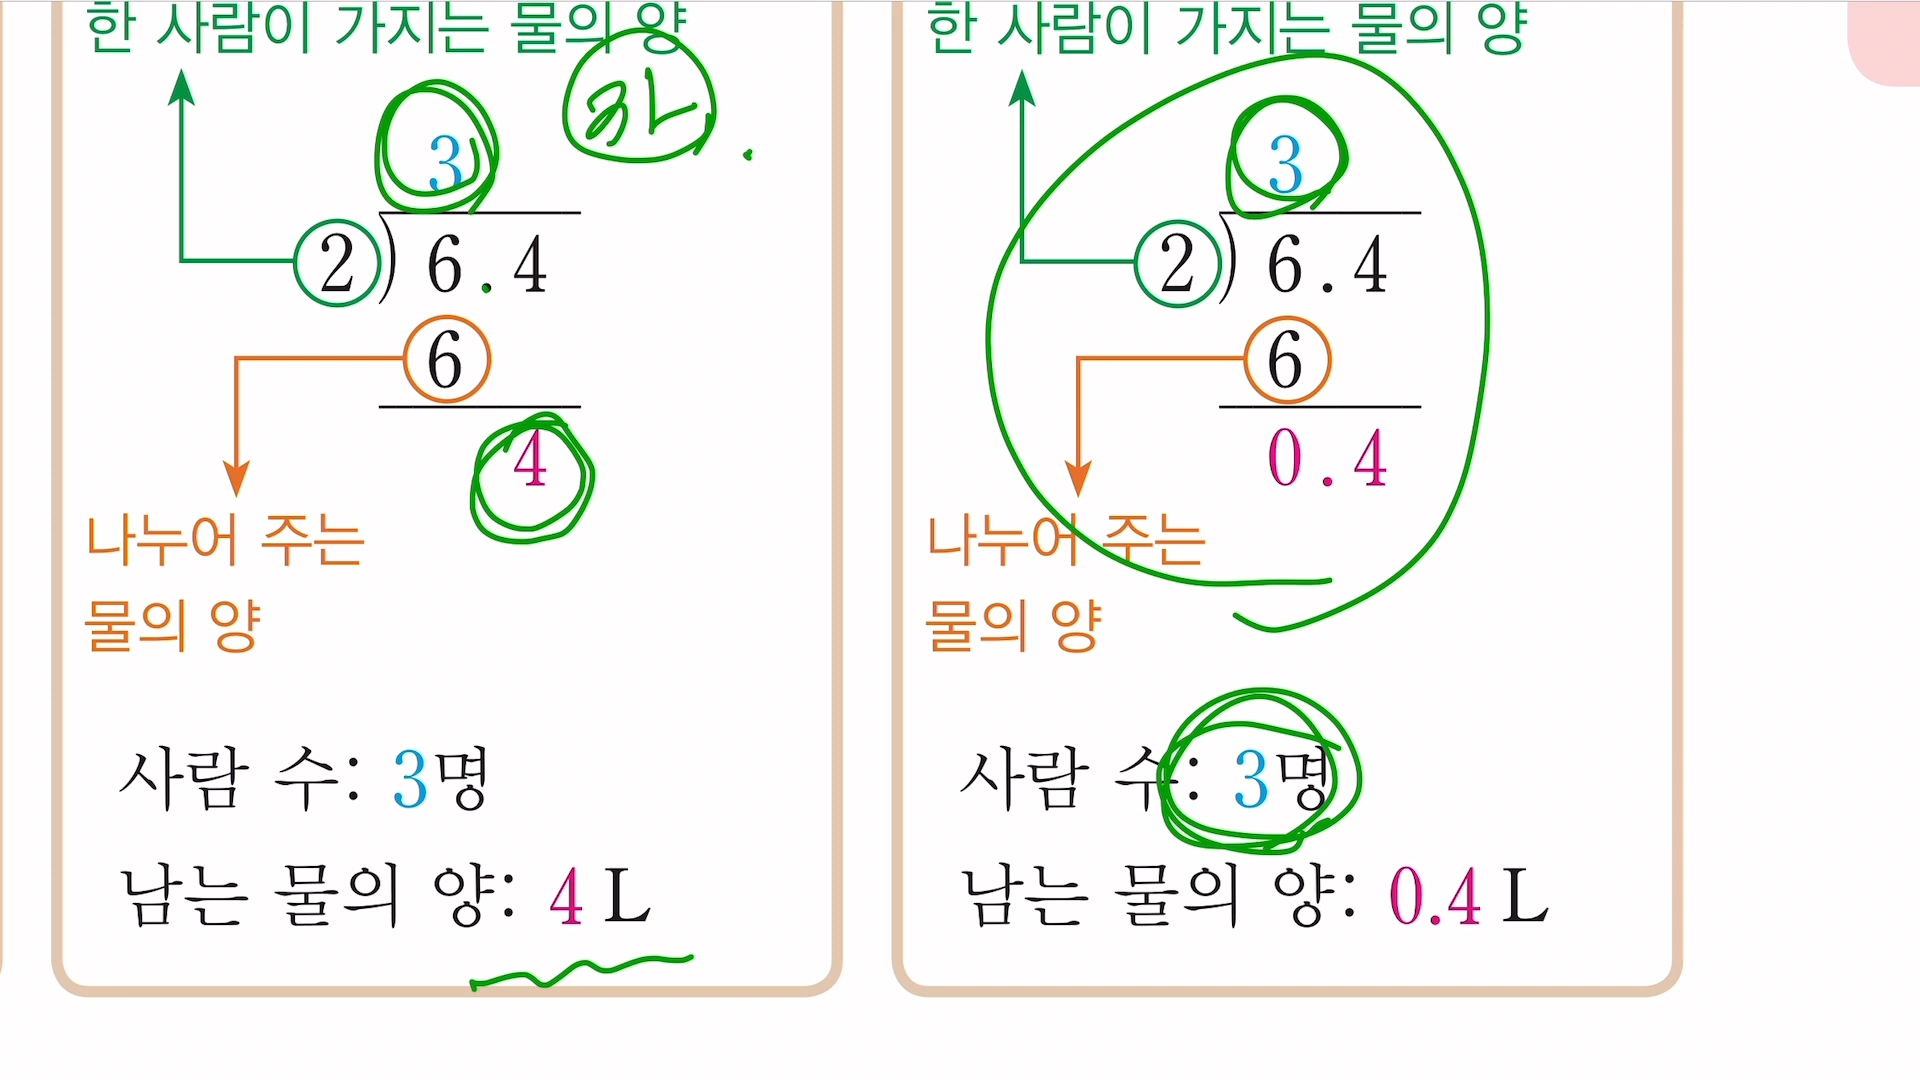 한 사람이 가지는 물의 양
3L
3
2)6.4
6
4
나누어 주는
물의 양
사람 수: 3명
남는 물의 양: 4 L
한 사람이 가지는 물의 양
3
2)6.4
6
0.4
나누어 주는
물의 양
사람 수: 3명
남는 물의 양: 0.4 L